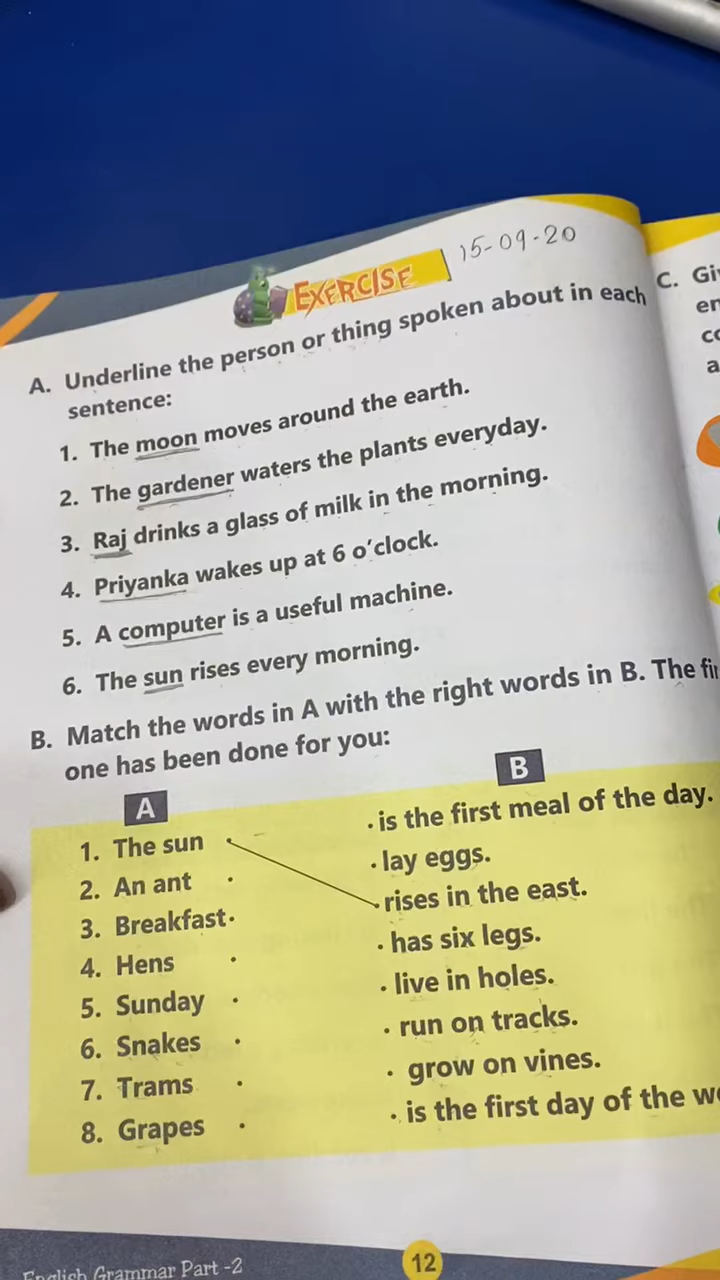 EXERCISE
15-09-20
A. Underline the person or thing spoken about in each
sentence:
1. The moon moves around the earth.
2. The gardener waters the plants everyday.
3. Raj drinks a glass of milk in the morning.
4. Priyanka wakes up at 6 o'clock.
5. A computer is a useful machine.
6. The sun rises every morning.
B. Match the words in A with the right words in B. The
one has been done for you:
A
B
1. The sun . . is the first meal of the day.
2. An ant . . lay eggs.
3. Breakfast. . rises in the east.
4. Hens . . has six legs.
5. Sunday . . live in holes.
6. Snakes . . run on tracks.
7. Trams . . grow on vines.
8. Grapes . . is the first day of the
English Grammar Part -2
12
C.